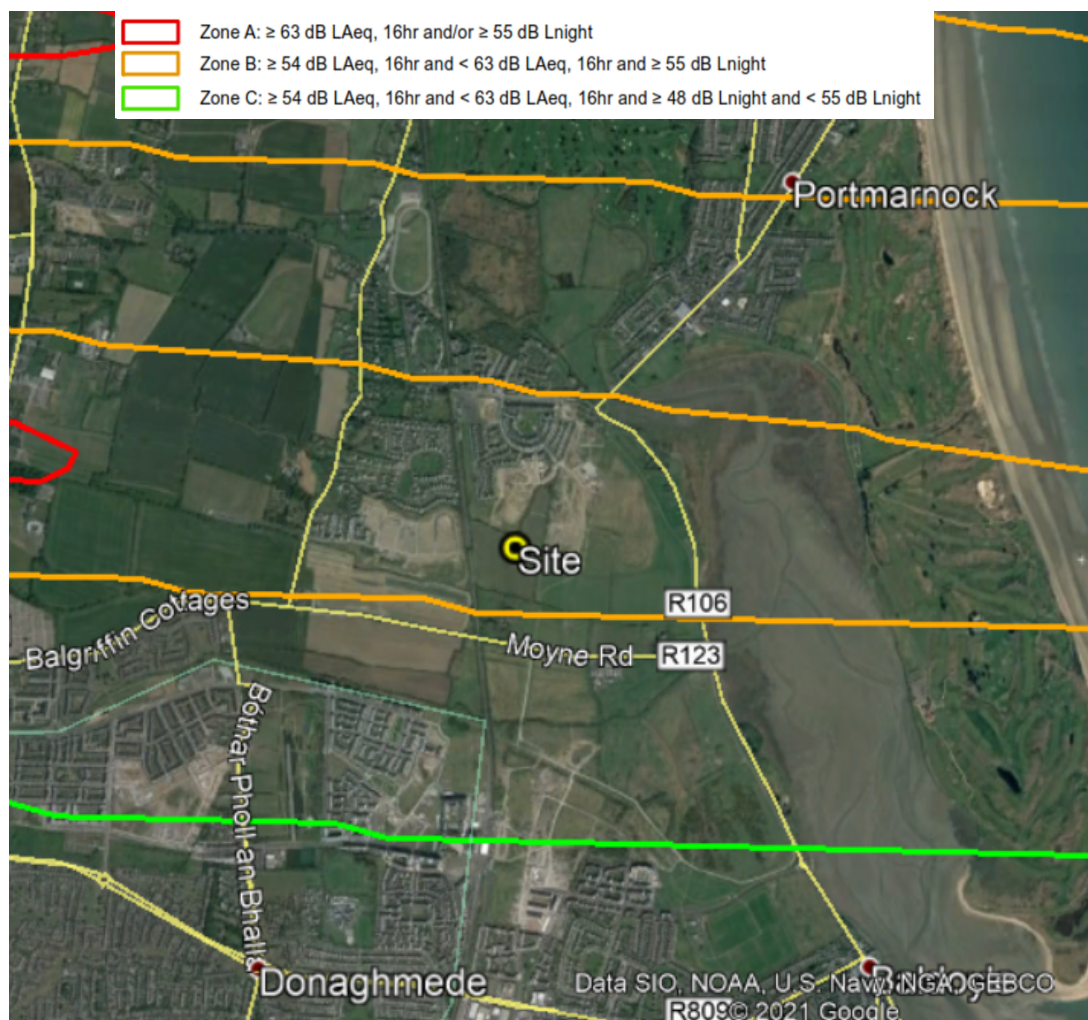 Zone A: ≥ 63 dB LAeq, 16hr and/or ≥ 55 dB Lnight
Zone B: ≥ 54 dB LAeq, 16hr and < 63 dB LAeq, 16hr and ≥ 55 dB Lnight
Zone C: ≥ 54 dB LAeq, 16hr and < 63 dB LAeq, 16hr and ≥ 48 dB Lnight and < 55 dB Lnight
Portmarnock
Site
R106
Balgriffin Cottages
Moyne Rd
R123
Bóthar Pholl an Bhalla
Donaghmede
Data SIO, NOAA, U.S. Navy, NGA, GEBCO
R809
© 2021 Google